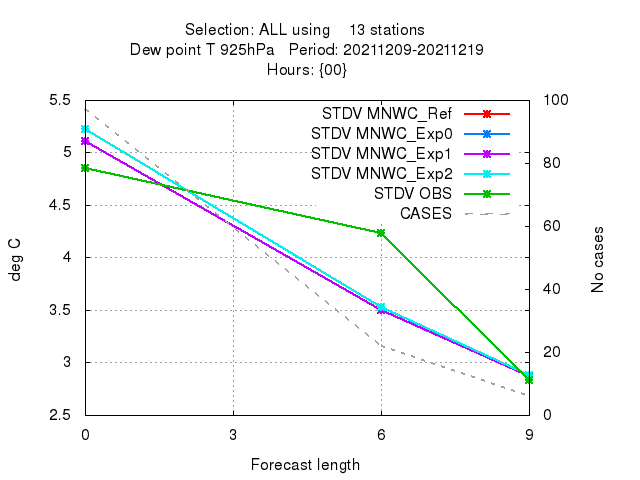 Selection: ALL using 13 stations
Dew point T 925hPa Period: 20211209-20211219
Hours: {00}
STDV MNWC_Ref
STDV MNWC_Exp0
STDV MNWC_Exp1
STDV MNWC_Exp2
STDV OBS
CASES
5.5
5
4.5
4
3.5
3
2.5
deg C
100
80
60
40
20
0
No cases
0 3 6 9
Forecast length